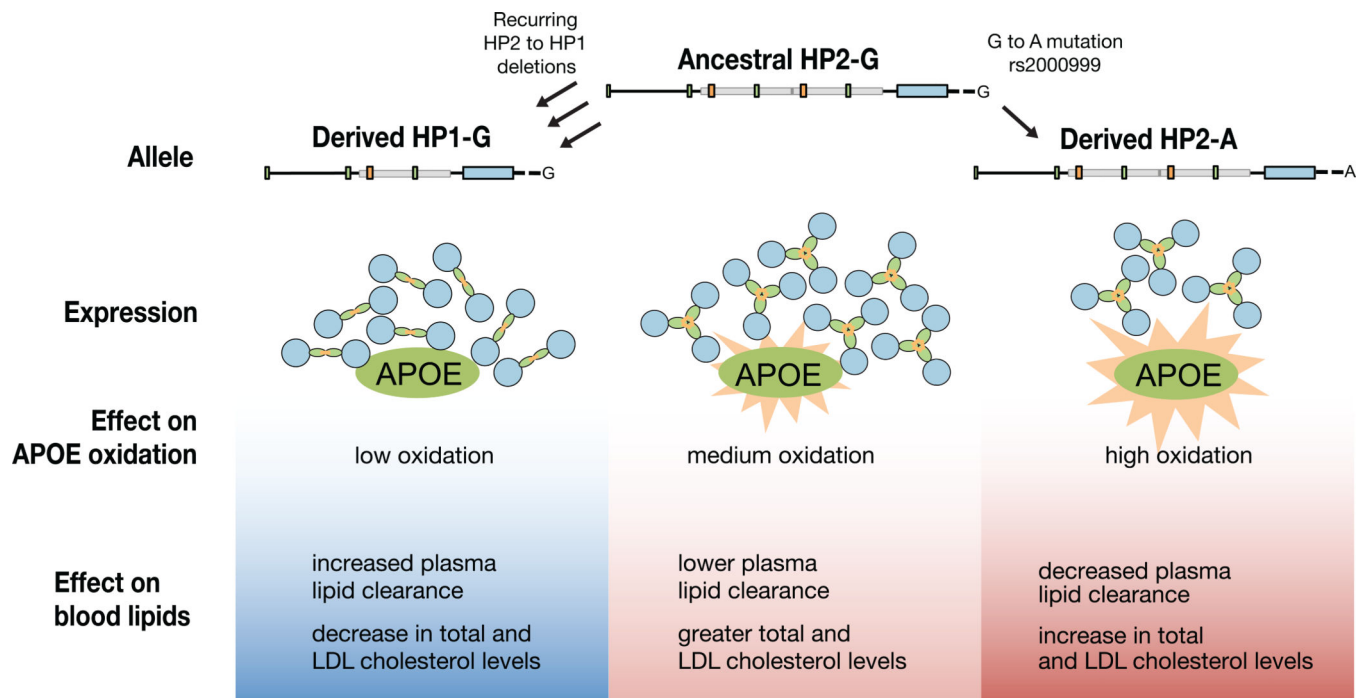 Recurring
HP2 to HP1
deletions
Ancestral HP2-G
G to A mutation
rs2000999
G
Allele
Derived HP1-G
G
Derived HP2-A
A
Expression
APOE
APOE
APOE
Effect on
APOE oxidation
low oxidation
medium oxidation
high oxidation
Effect on
blood lipids
increased plasma
lipid clearance
decrease in total and
LDL cholesterol levels
lower plasma
lipid clearance
greater total and
LDL cholesterol levels
decreased plasma
lipid clearance
increase in total
and LDL cholesterol levels